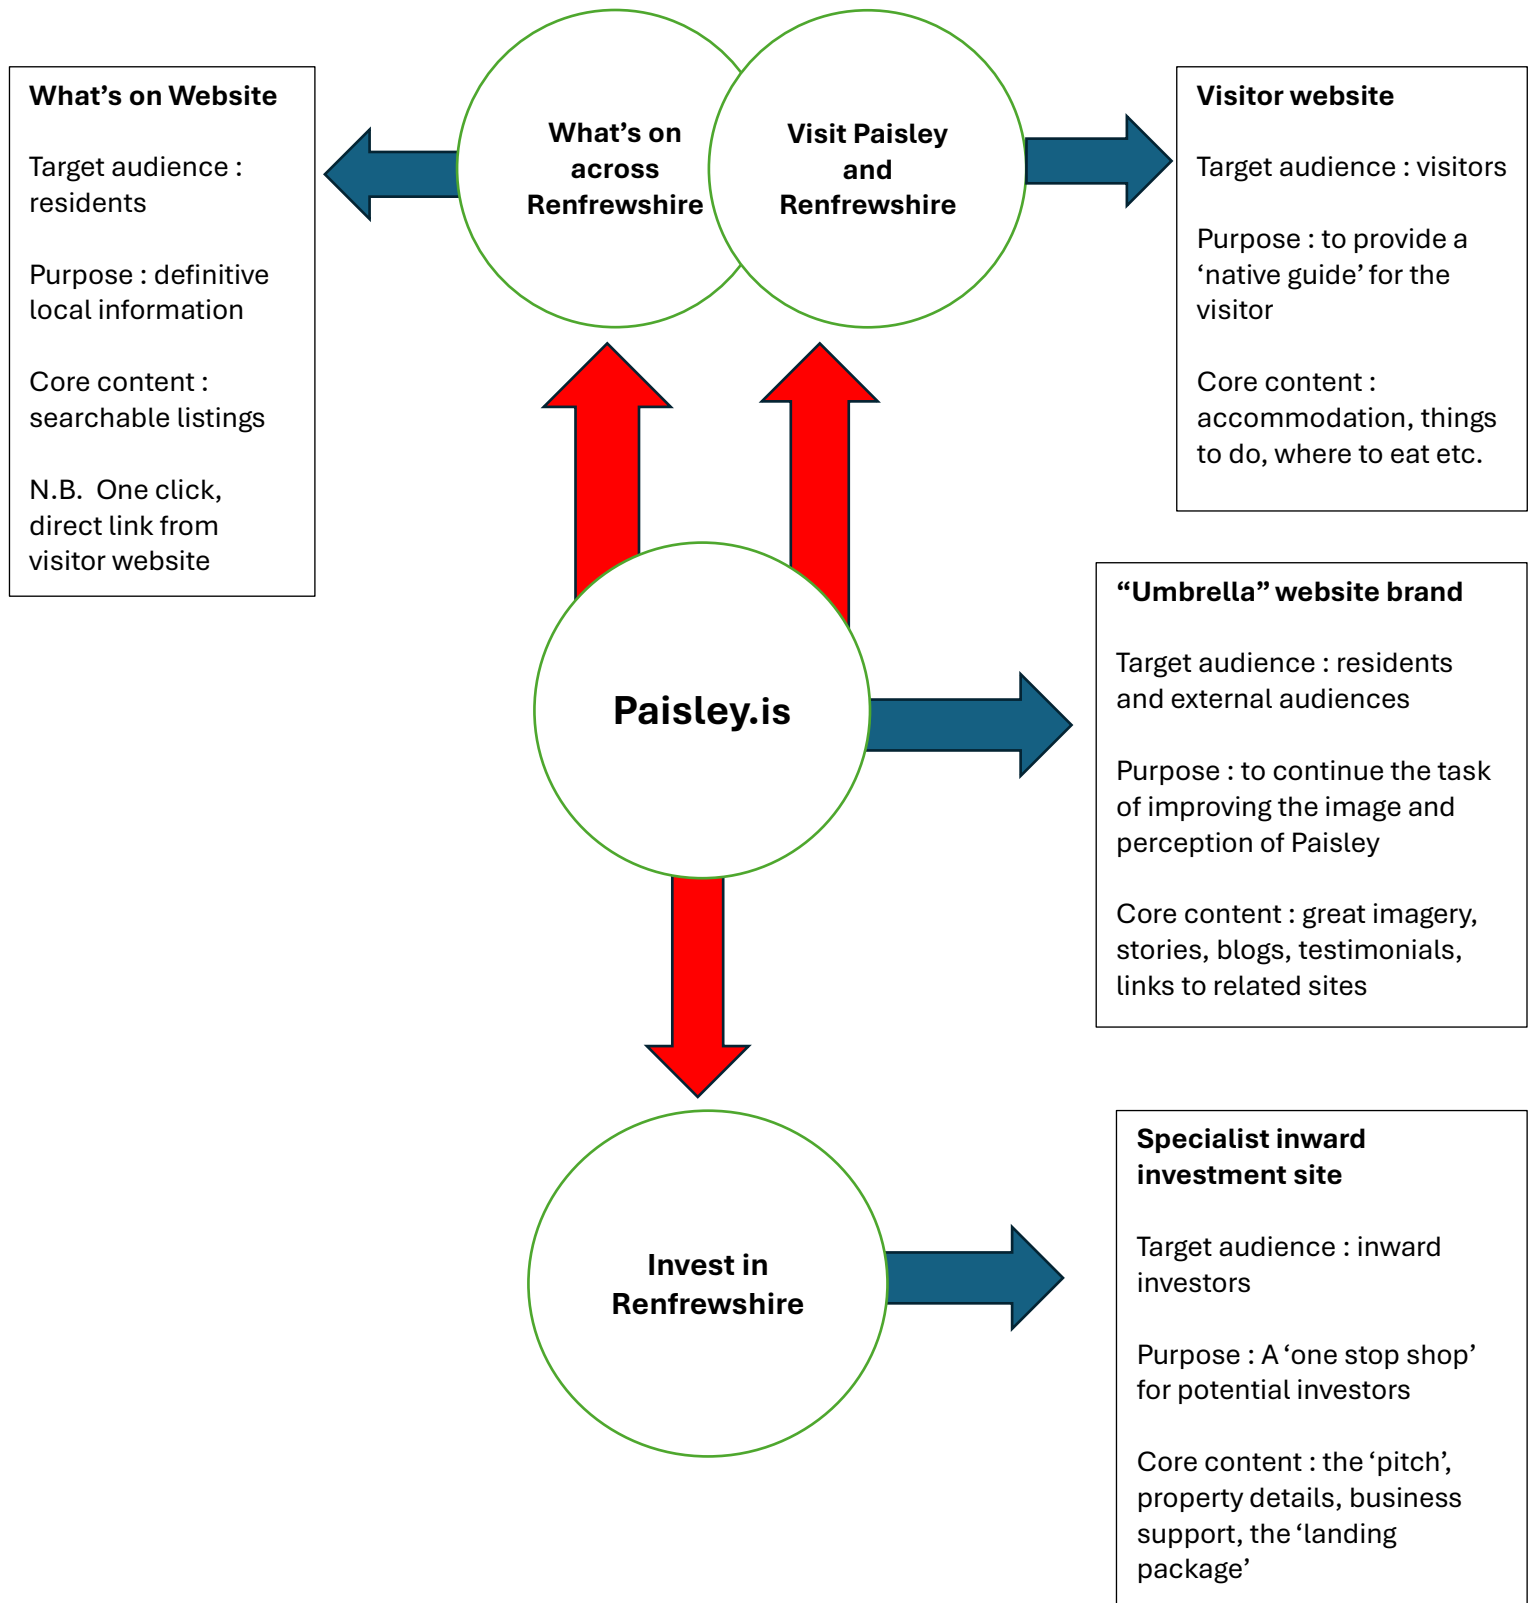 What’s on Website
Target audience :
residents
Purpose : definitive
local information
Core content :
searchable listings
N.B.  One click,
direct link from
visitor website
What’s on
across
Renfrewshire
Visit Paisley
and
Renfrewshire
Visitor website
Target audience : visitors
Purpose : to provide a
‘native guide’ for the
visitor
Core content :
accommodation, things
to do, where to eat etc.
Paisley.is
“Umbrella” website brand
Target audience : residents
and external audiences
Purpose : to continue the task
of improving the image and
perception of Paisley
Core content : great imagery,
stories, blogs, testimonials,
links to related sites
Invest in
Renfrewshire
Specialist inward
investment site
Target audience : inward
investors
Purpose : A ‘one stop shop’
for potential investors
Core content : the ‘pitch’,
property details, business
support, the ‘landing
package’